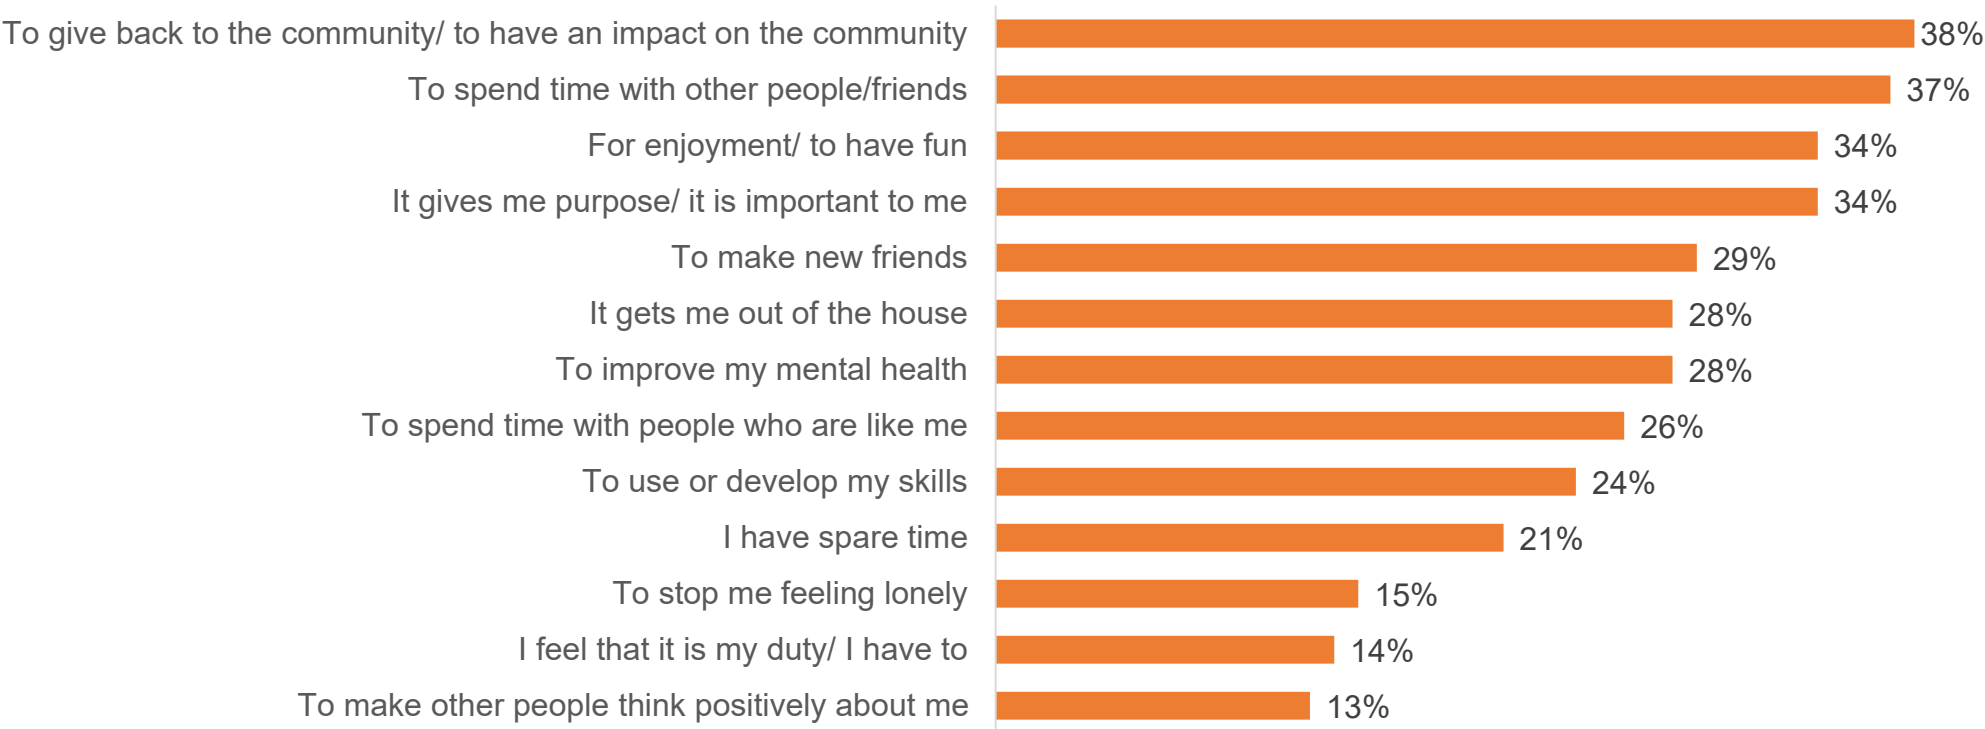 To give back to the community/ to have an impact on the community 38%
To spend time with other people/friends 37%
For enjoyment/ to have fun 34%
It gives me purpose/ it is important to me 34%
To make new friends 29%
It gets me out of the house 28%
To improve my mental health 28%
To spend time with people who are like me 26%
To use or develop my skills 24%
I have spare time 21%
To stop me feeling lonely 15%
I feel that it is my duty/ I have to 14%
To make other people think positively about me 13%